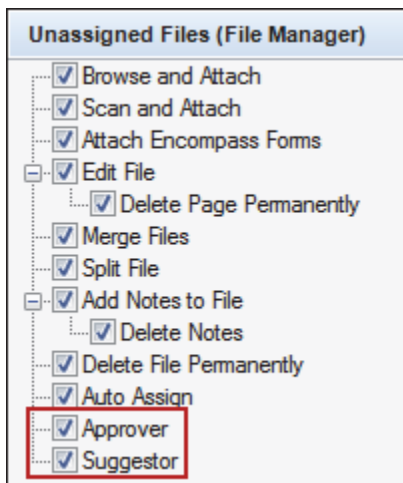 Unassigned Files (File Manager)
Browse and Attach
Scan and Attach
Attach Encompass Forms
Edit File
Delete Page Permanently
Merge Files
Split File
Add Notes to File
Delete Notes
Delete File Permanently
Auto Assign
Approver
Suggestor